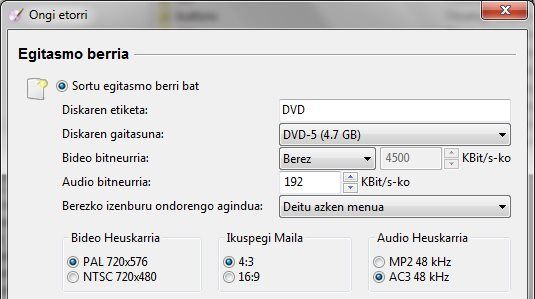 Ongi etorri
Egitasmo berria
Sortu egitasmo berri bat
Diskaren etiketa: DVD
Diskaren gaitasuna: DVD-5 (4.7 GB)
Bideo bitneurria: Berez 4500 KBit/s-ko
Audio bitneurria: 192 KBit/s-ko
Berezko izenburu ondorengo agindua: Deitu azken menua
Bideo Heuskarria Ikuspegi Maila Audio Heuskarria
PAL 720x576 4:3 MP2 48 kHz
NTSC 720x480 16:9 AC3 48 kHz